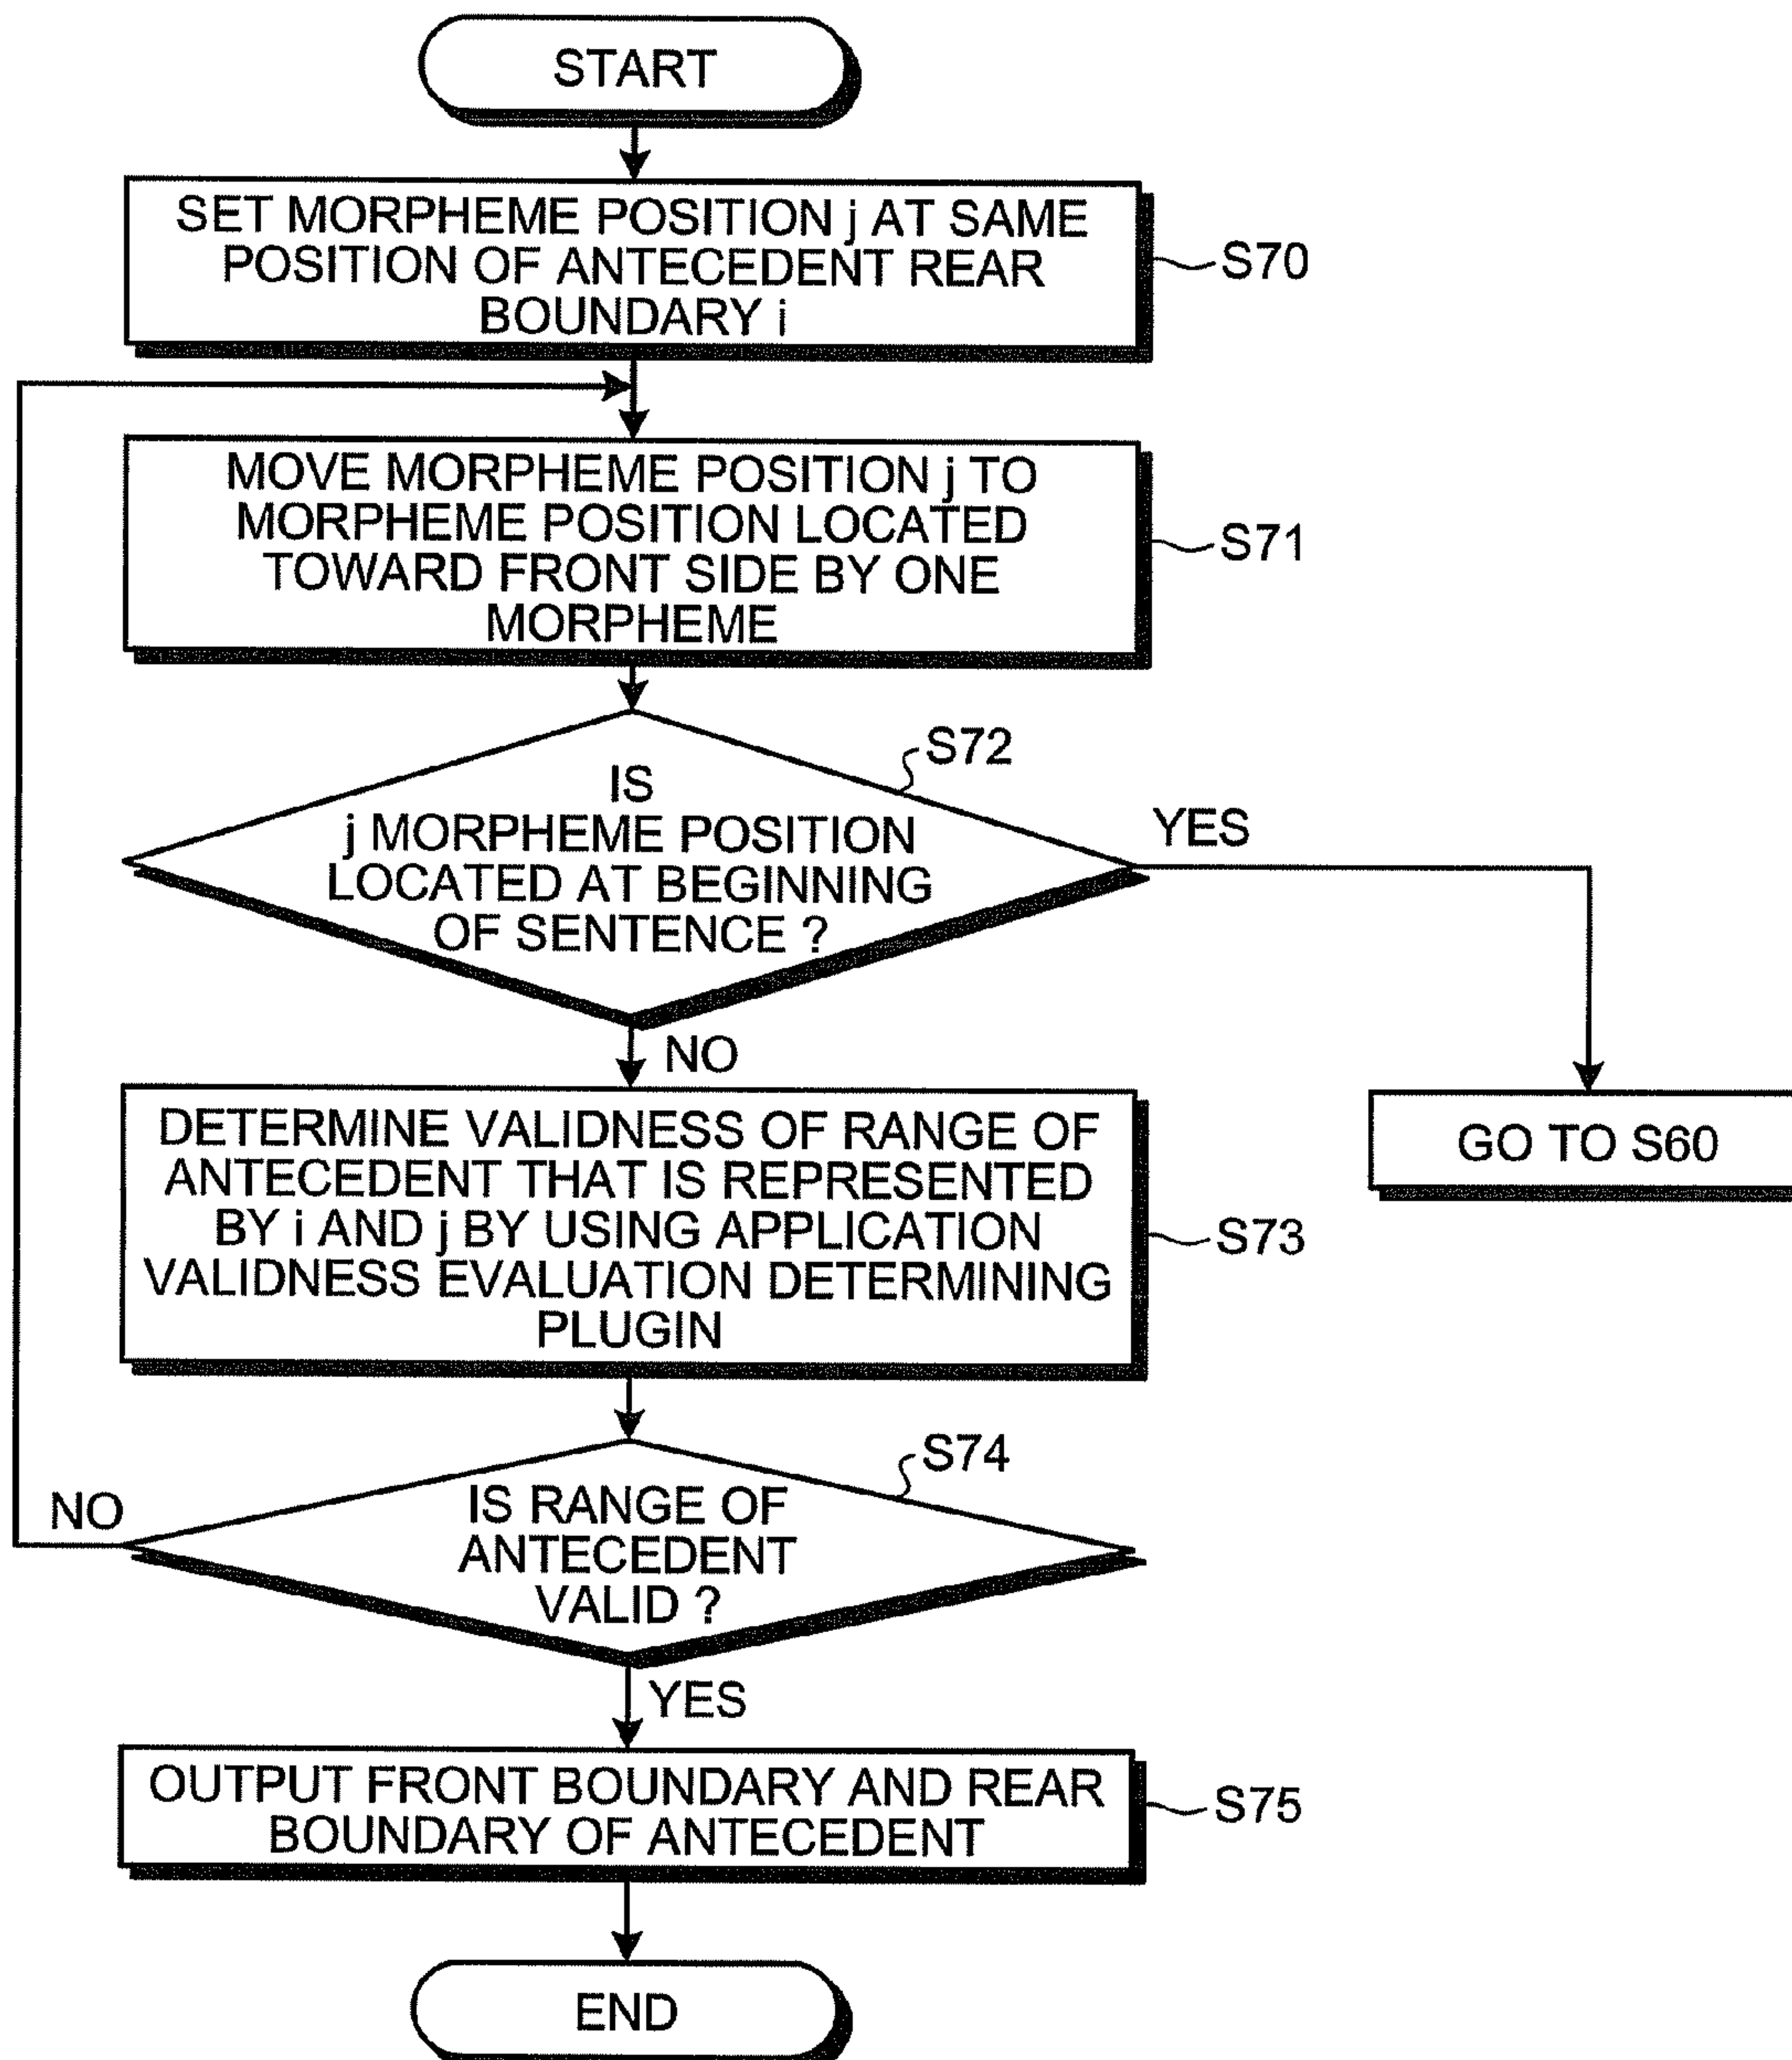 START
SET MORPHEME POSITION j AT SAME
POSITION OF ANTECEDENT REAR
BOUNDARY i
S70
MOVE MORPHEME POSITION j TO
MORPHEME POSITION LOCATED
TOWARD FRONT SIDE BY ONE
MORPHEME
S71
S72
IS
j MORPHEME POSITION
LOCATED AT BEGINNING
OF SENTENCE ?
YES
NO
GO TO S60
DETERMINE VALIDNESS OF RANGE OF
ANTECEDENT THAT IS REPRESENTED
BY i AND j BY USING APPLICATION
VALIDNESS EVALUATION DETERMINING
PLUGIN
S73
S74
NO
IS RANGE OF
ANTECEDENT
VALID ?
YES
OUTPUT FRONT BOUNDARY AND REAR
BOUNDARY OF ANTECEDENT
S75
END